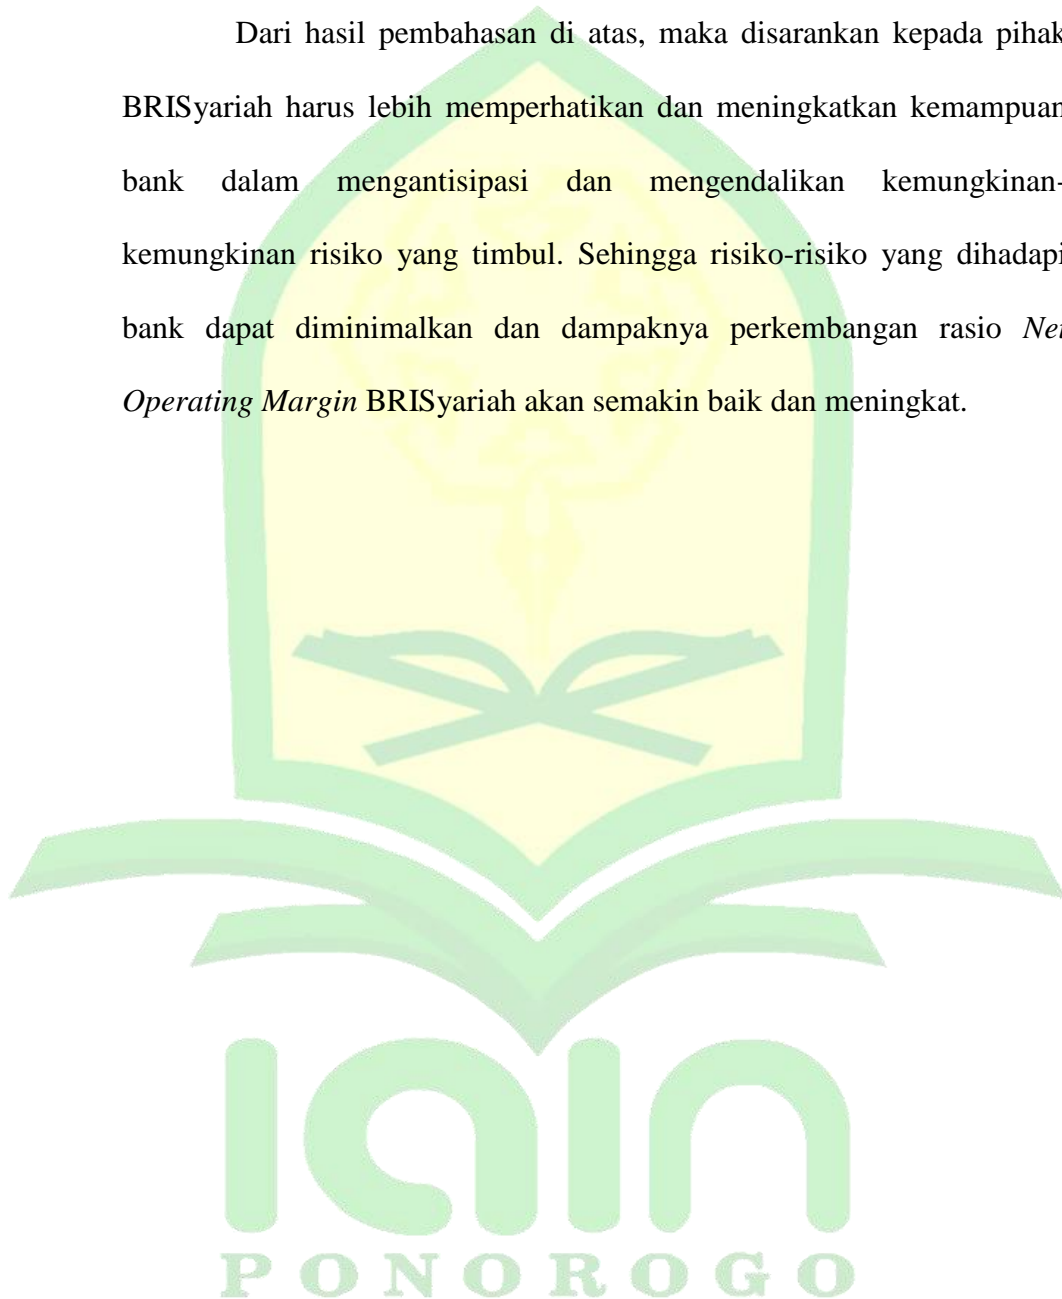 Dari hasil pembahasan di atas, maka disarankan kepada pihak
BRISyariah harus lebih memperhatikan dan meningkatkan kemampuan
bank dalam mengantisipasi dan mengendalikan kemungkinan-
kemungkinan risiko yang timbul. Sehingga risiko-risiko yang dihadapi
bank dapat diminimalkan dan dampaknya perkembangan rasio Net
Operating Margin BRISyariah akan semakin baik dan meningkat.
IAIN
PONOROGO